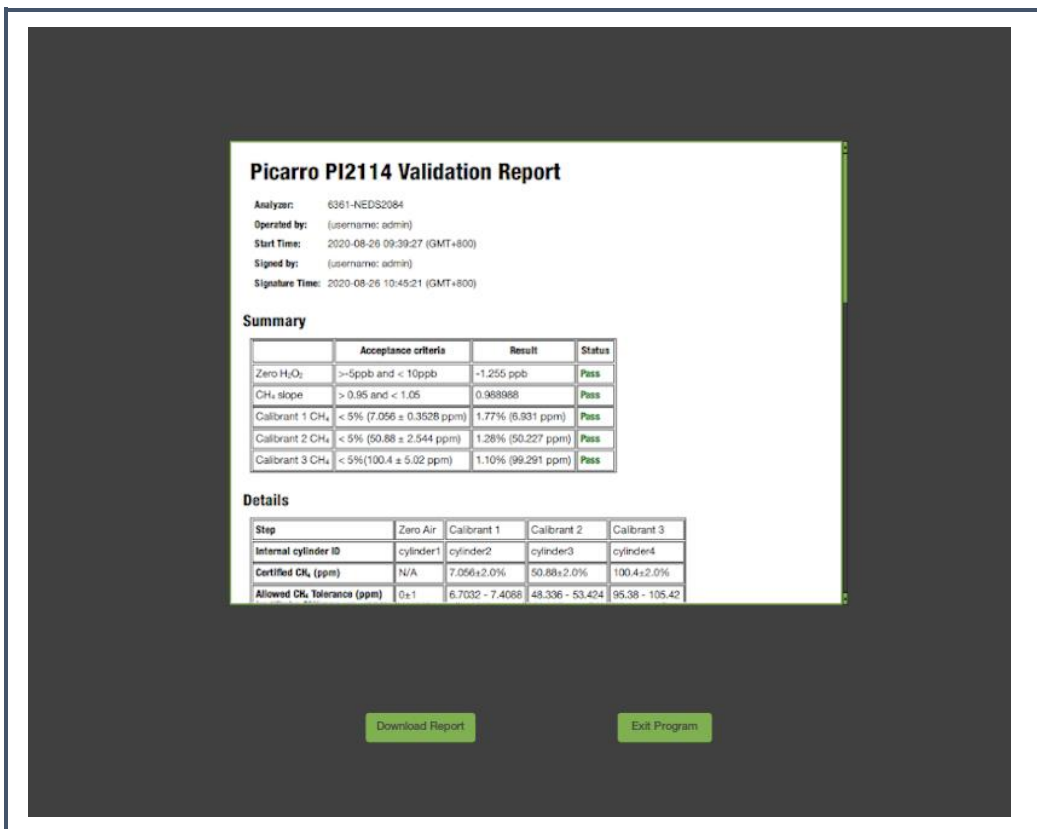 Picarro PI2114 Validation Report
Analyzer: 6361-NEDS2084
Operated by: (username: admin)
Start Time: 2020-08-26 09:39:27 (GMT+800)
Signed by: (username: admin)
Signature Time: 2020-08-26 10:45:21 (GMT+800)
Summary
Acceptance criteria Result Status
Zero H₂O₂ >-5ppb and < 10ppb -1.255 ppb Pass
CH₄ slope > 0.95 and < 1.05 0.988988 Pass
Calibrant 1 CH₄ < 5% (7.056 ± 0.3528 ppm) 1.77% (6.931 ppm) Pass
Calibrant 2 CH₄ < 5% (50.88 ± 2.544 ppm) 1.28% (50.227 ppm) Pass
Calibrant 3 CH₄ < 5%(100.4 ± 5.02 ppm) 1.10% (99.291 ppm) Pass
Details
Step Zero Air Calibrant 1 Calibrant 2 Calibrant 3
Internal cylinder ID cylinder1 cylinder2 cylinder3 cylinder4
Certified CH₄ (ppm) N/A 7.056±2.0% 50.88±2.0% 100.4±2.0%
Allowed CH₄ Tolerance (ppm) 0±1 6.7032 - 7.4088 48.336 - 53.424 95.38 - 105.42
Download Report Exit Program